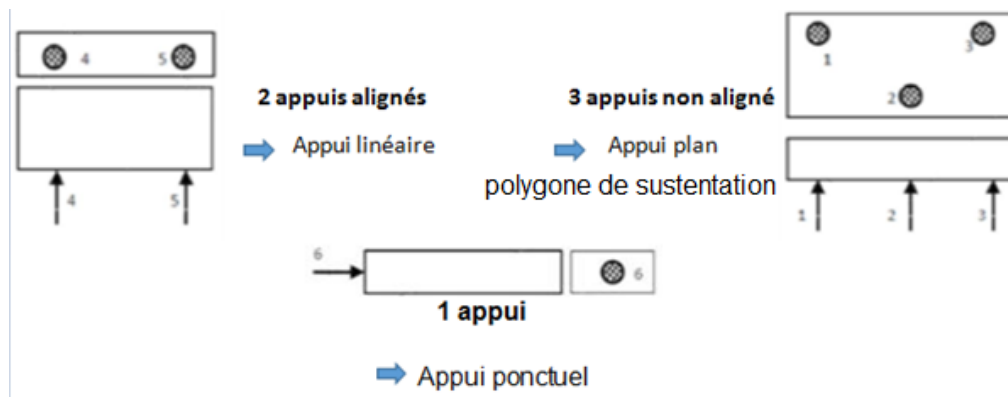 4 5
2 appuis alignés
Appui linéaire
4 5
1 3
2
3 appuis non aligné
Appui plan
polygone de sustentation
1 2 3
6
6
1 appui
Appui ponctuel